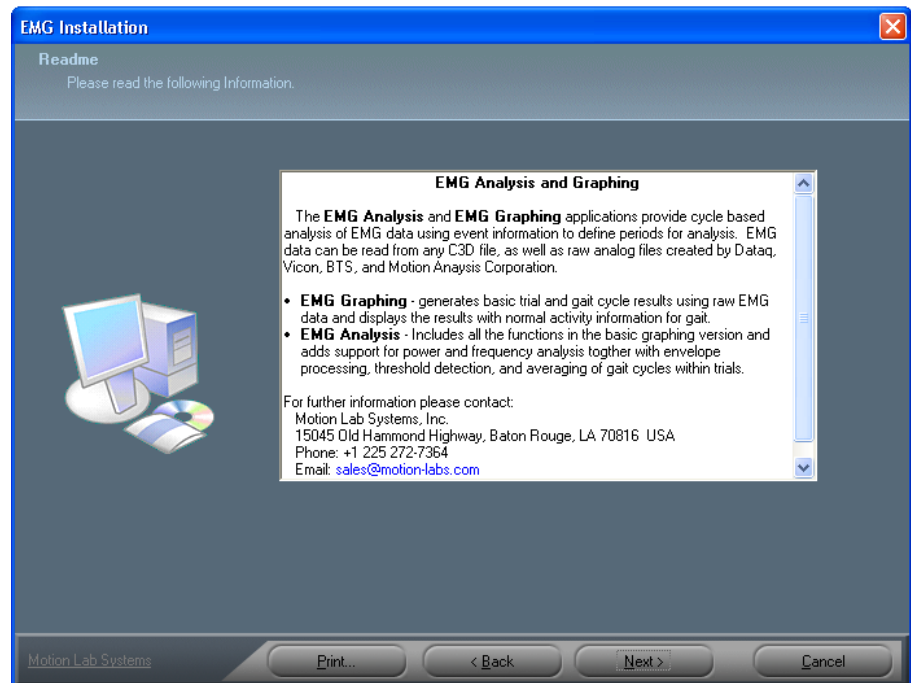 EMG Installation
Readme
Please read the following Information.
EMG Analysis and Graphing
The EMG Analysis and EMG Graphing applications provide cycle based
analysis of EMG data using event information to define periods for analysis. EMG
data can be read from any C3D file, as well as raw analog files created by Dataq,
Vicon, BTS, and Motion Anaysis Corporation.
• EMG Graphing - generates basic trial and gait cycle results using raw EMG
data and displays the results with normal activity information for gait.
• EMG Analysis - Includes all the functions in the basic graphing version and
adds support for power and frequency analysis togther with envelope
processing, threshold detection, and averaging of gait cycles within trials.
For further information please contact:
Motion Lab Systems, Inc.
15045 Old Hammond Highway, Baton Rouge, LA 70816 USA
Phone: +1 225 272-7364
Email: sales@motion-labs.com
Motion Lab Systems
Print...
< Back
Next >
Cancel